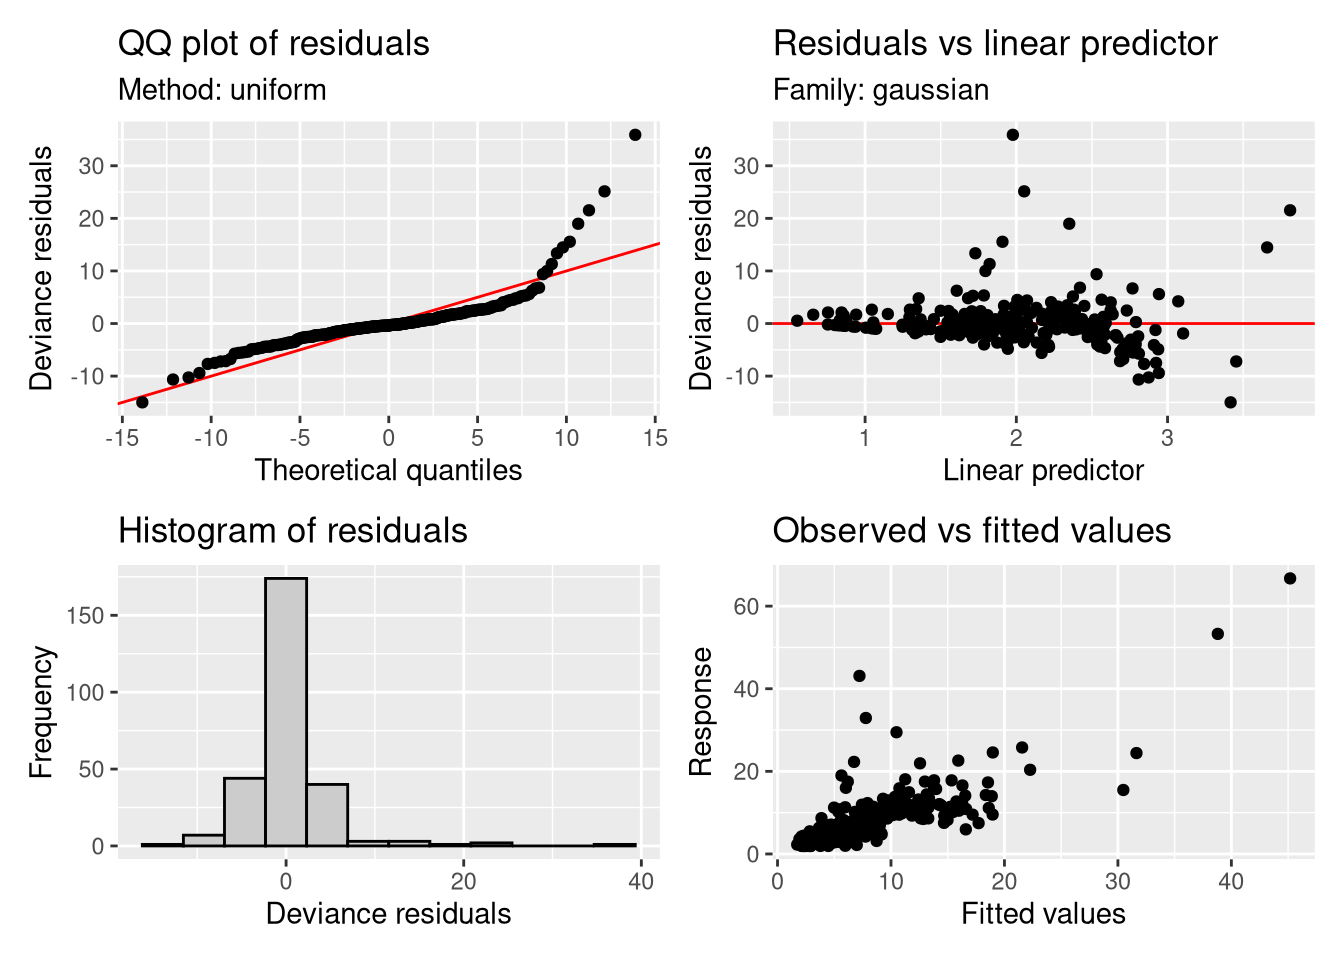 QQ plot of residuals
Method: uniform
Deviance residuals
30
20
10
0
-10
-15
-10
-5
0
5
10
15
Theoretical quantiles
Residuals vs linear predictor
Family: gaussian
Deviance residuals
30
20
10
0
-10
1
2
3
Linear predictor
Histogram of residuals
Frequency
150
100
50
0
0
20
40
Deviance residuals
Observed vs fitted values
Response
60
40
20
0
0
10
20
30
40
Fitted values